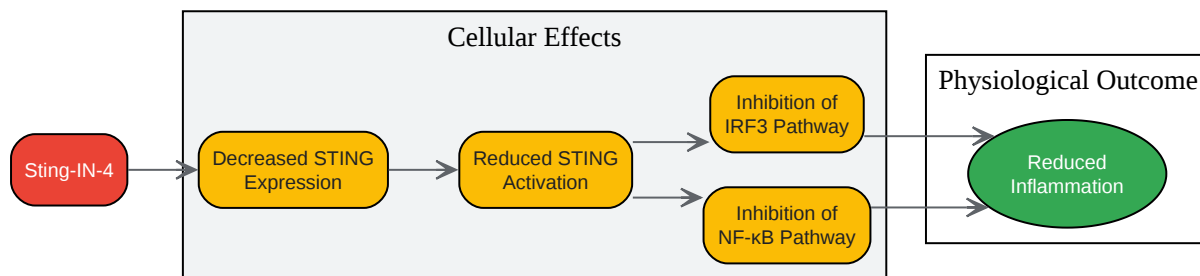 Cellular Effects
Physiological Outcome
Sting-IN-4
Decreased STING
Expression
Reduced STING
Activation
Inhibition of
IRF3 Pathway
Inhibition of
NF-κB Pathway
Reduced
Inflammation